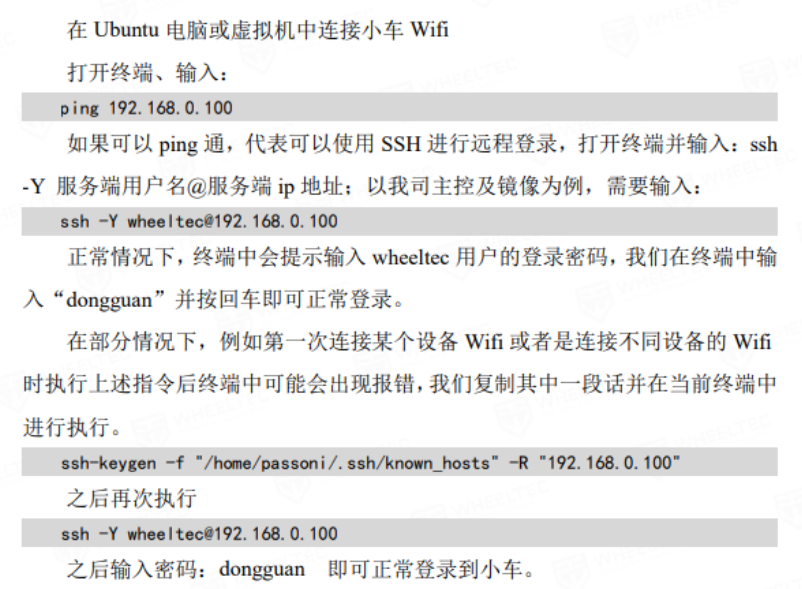 在 Ubuntu 电脑或虚拟机中连接小车 Wifi
打开终端、输入：
ping 192.168.0.100
如果可以 ping 通，代表可以使用 SSH 进行远程登录，打开终端并输入：ssh
-Y 服务端用户名@服务端 ip 地址；以我司主控及镜像为例，需要输入：
ssh -Y wheeltec@192.168.0.100
正常情况下，终端中会提示输入 wheeltec 用户的登录密码，我们在终端中输
入“dongguan”并按回车即可正常登录。
在部分情况下，例如第一次连接某个设备 Wifi 或者是连接不同设备的 Wifi
时执行上述指令后终端中可能会出现报错，我们复制其中一段话并在当前终端中
进行执行。
ssh-keygen -f "/home/passoni/.ssh/known_hosts" -R "192.168.0.100"
之后再次执行
ssh -Y wheeltec@192.168.0.100
之后输入密码：dongguan 即可正常登录到小车。